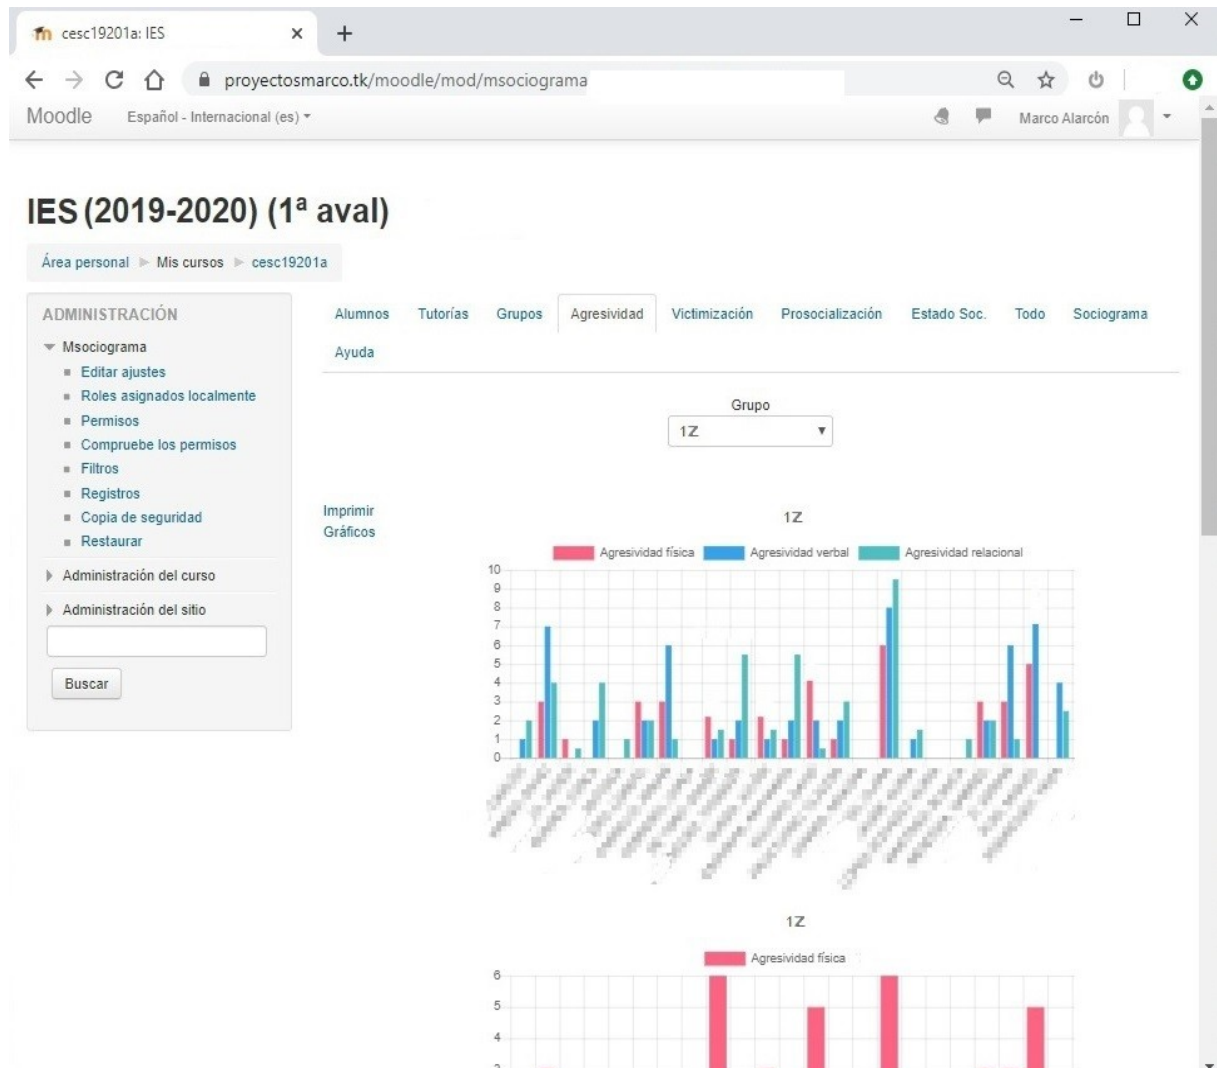 cesc19201a: IES
proyectosmarco.tk/moodle/mod/msociograma
Moodle Español - Internacional (es) Marco Alarcón
IES (2019-2020) (1ª aval)
Área personal Mis cursos cesc19201a
ADMINISTRACIÓN
Msociograma
Editar ajustes
Roles asignados localmente
Permisos
Compruebe los permisos
Filtros
Registros
Copia de seguridad
Restaurar
Administración del curso
Administración del sitio
Buscar
Alumnos Tutorías Grupos Agresividad Victimización Prosocialización Estado Soc. Todo Sociograma
Ayuda
Grupo
1Z
Imprimir
Gráficos
1Z
Agresividad física Agresividad verbal Agresividad relacional
10
9
8
7
6
5
4
3
2
1
0
1Z
Agresividad física
6
5
4